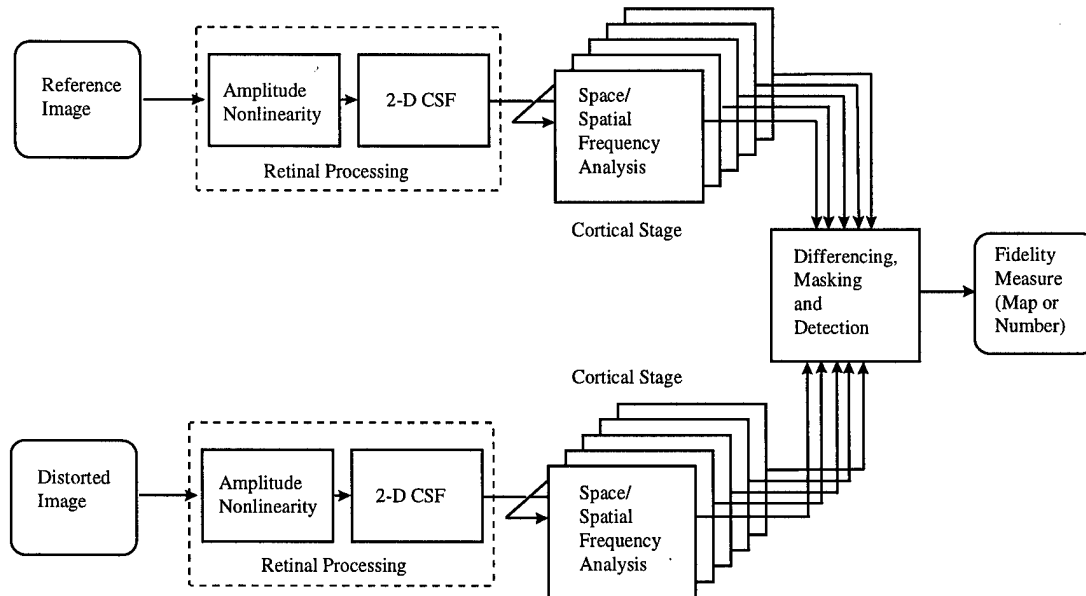 Reference
Image
Amplitude
Nonlinearity
2-D CSF
Retinal Processing
Space/
Spatial
Frequency
Analysis
Cortical Stage
Differencing,
Masking
and
Detection
Fidelity
Measure
(Map or
Number)
Cortical Stage
Distorted
Image
Amplitude
Nonlinearity
2-D CSF
Retinal Processing
Space/
Spatial
Frequency
Analysis